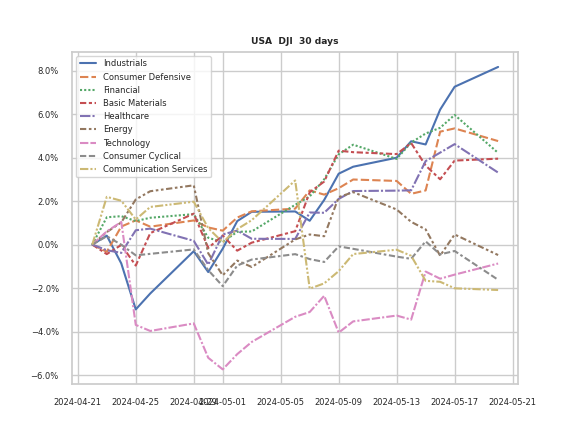 USA DJI 30 days
Industrials
Consumer Defensive
Financial
Basic Materials
Healthcare
Energy
Technology
Consumer Cyclical
Communication Services
8.0%
6.0%
4.0%
2.0%
0.0%
−2.0%
−4.0%
−6.0%
2024-04-21 2024-04-25 2024-04-29 2024-05-01 2024-05-05 2024-05-09 2024-05-13 2024-05-17 2024-05-21